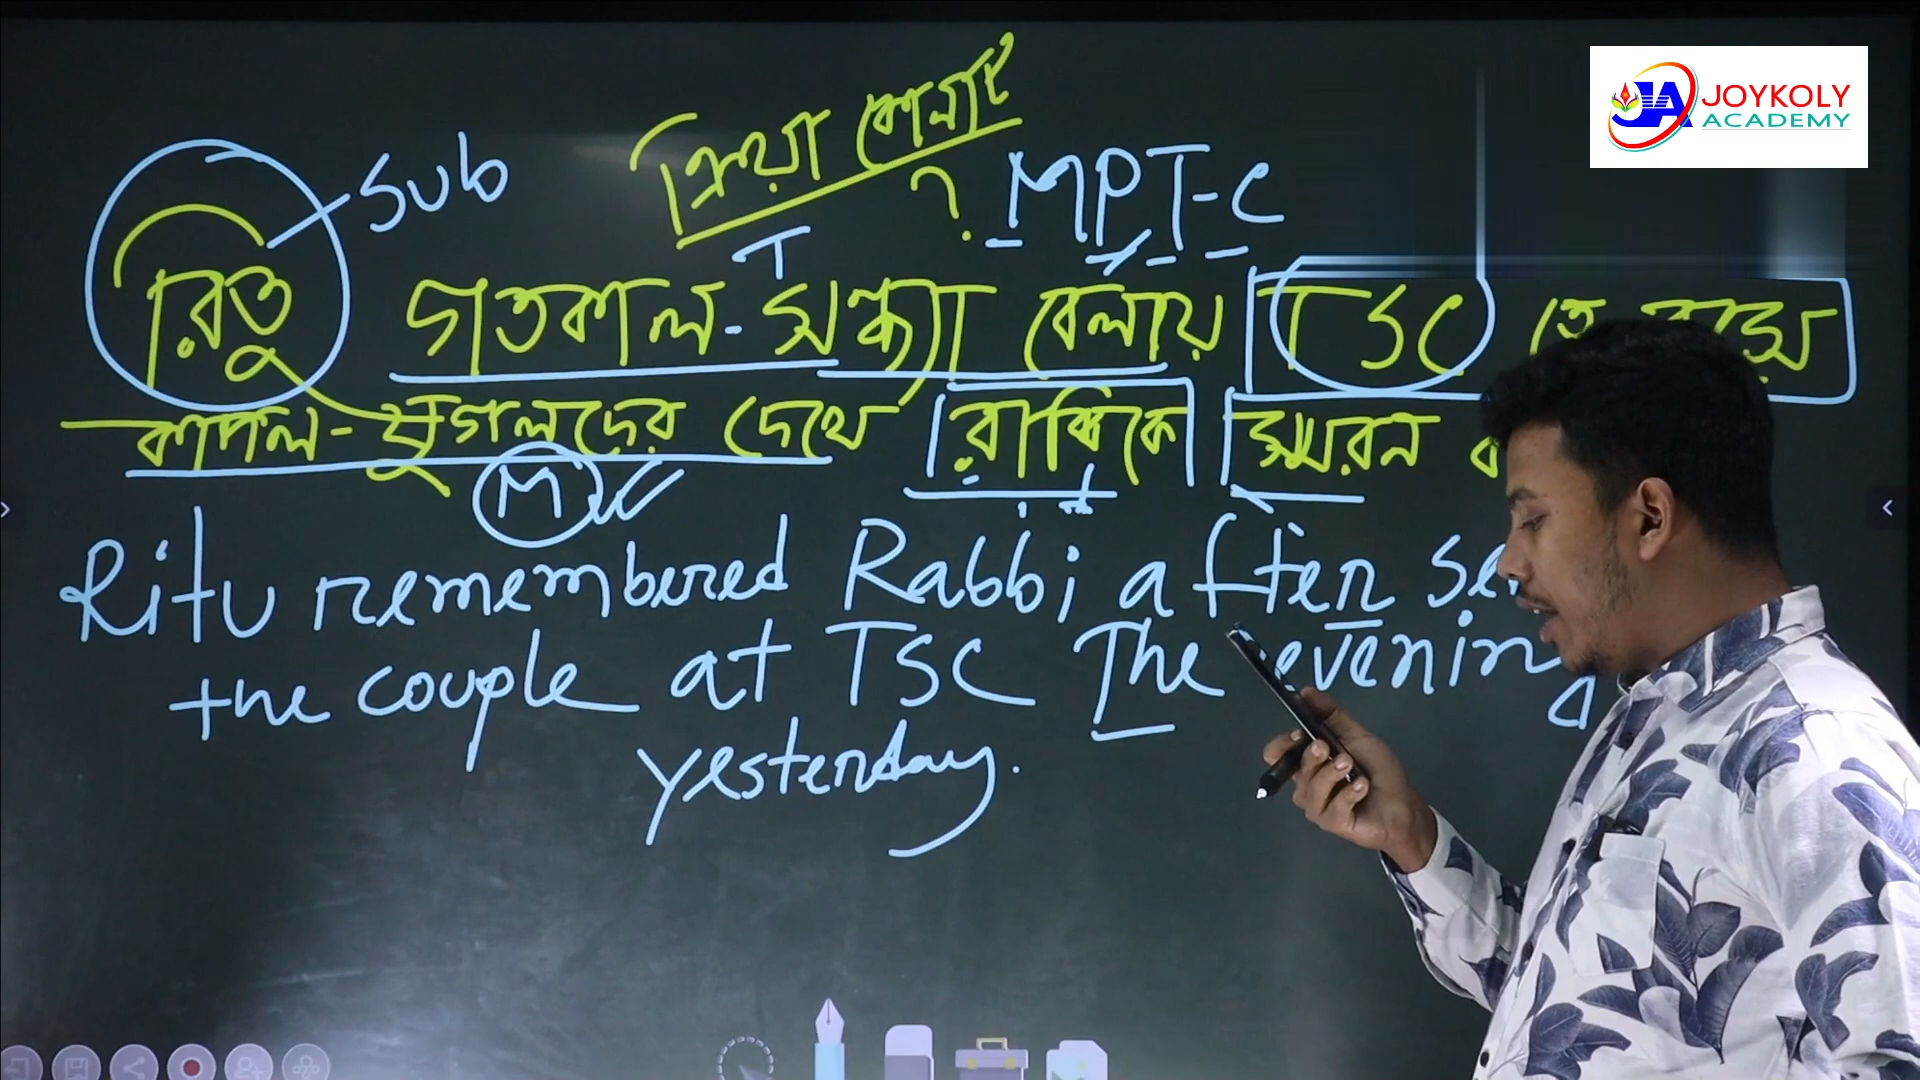 JOYKOLY
ACADEMY
ক্রিয়া কোনটা ?
Sub
MPT-C
T
রিতু গতকাল-সন্ধ্যা বেলায় TSC তে বসে
কাপল-যুগলদের দেখে রাব্বিকে স্মরন
M
Ritu remembered Rabbi after
the couple at TSC The evening
yesterday.